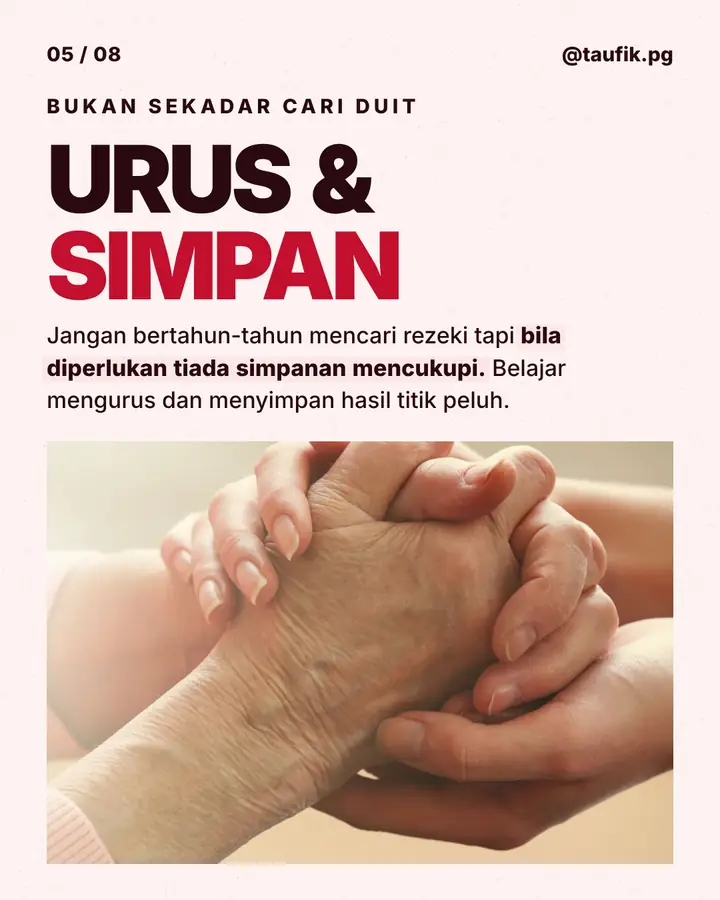 05 / 08
@taufik.pg
BUKAN SEKADAR CARI DUIT
URUS &
SIMPAN
Jangan bertahun-tahun mencari rezeki tapi bila
diperlukan tiada simpanan mencukupi. Belajar
mengurus dan menyimpan hasil titik peluh.